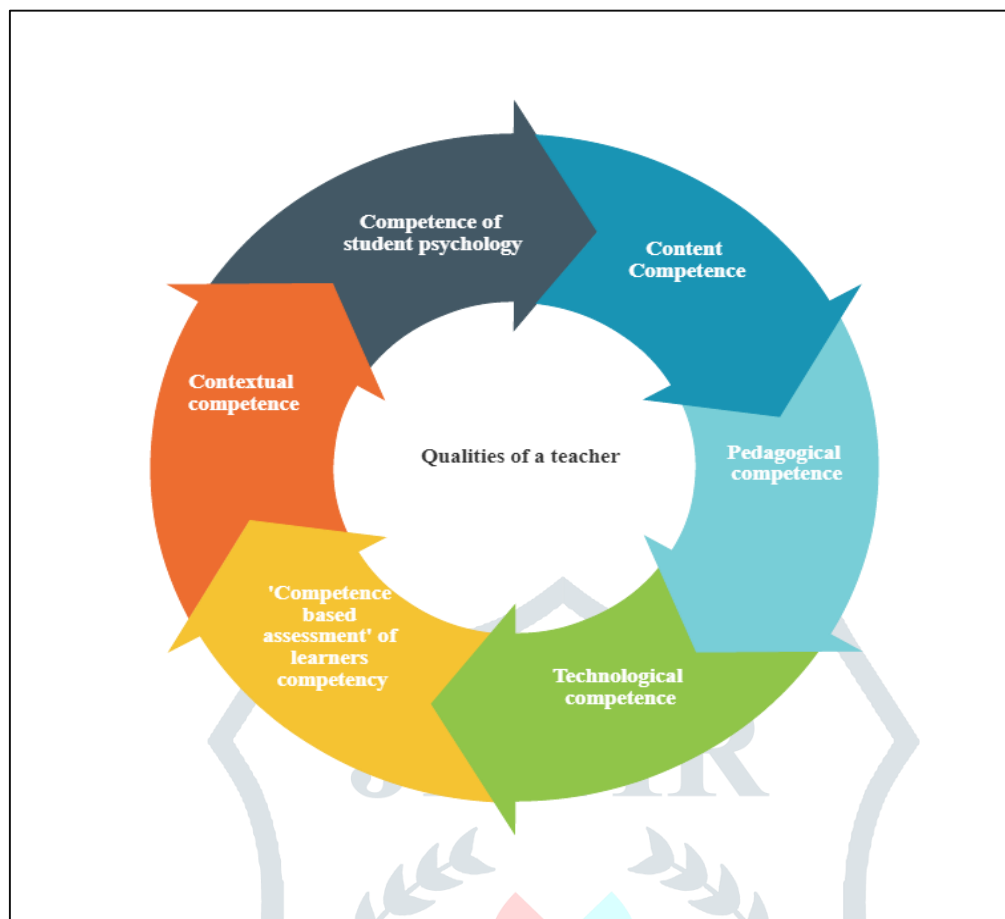 Competence of
student psychology
Content
Competence
Pedagogical
competence
Technological
competence
'Competence
based
assessment' of
learners
competency
Contextual
competence
Qualities of a teacher